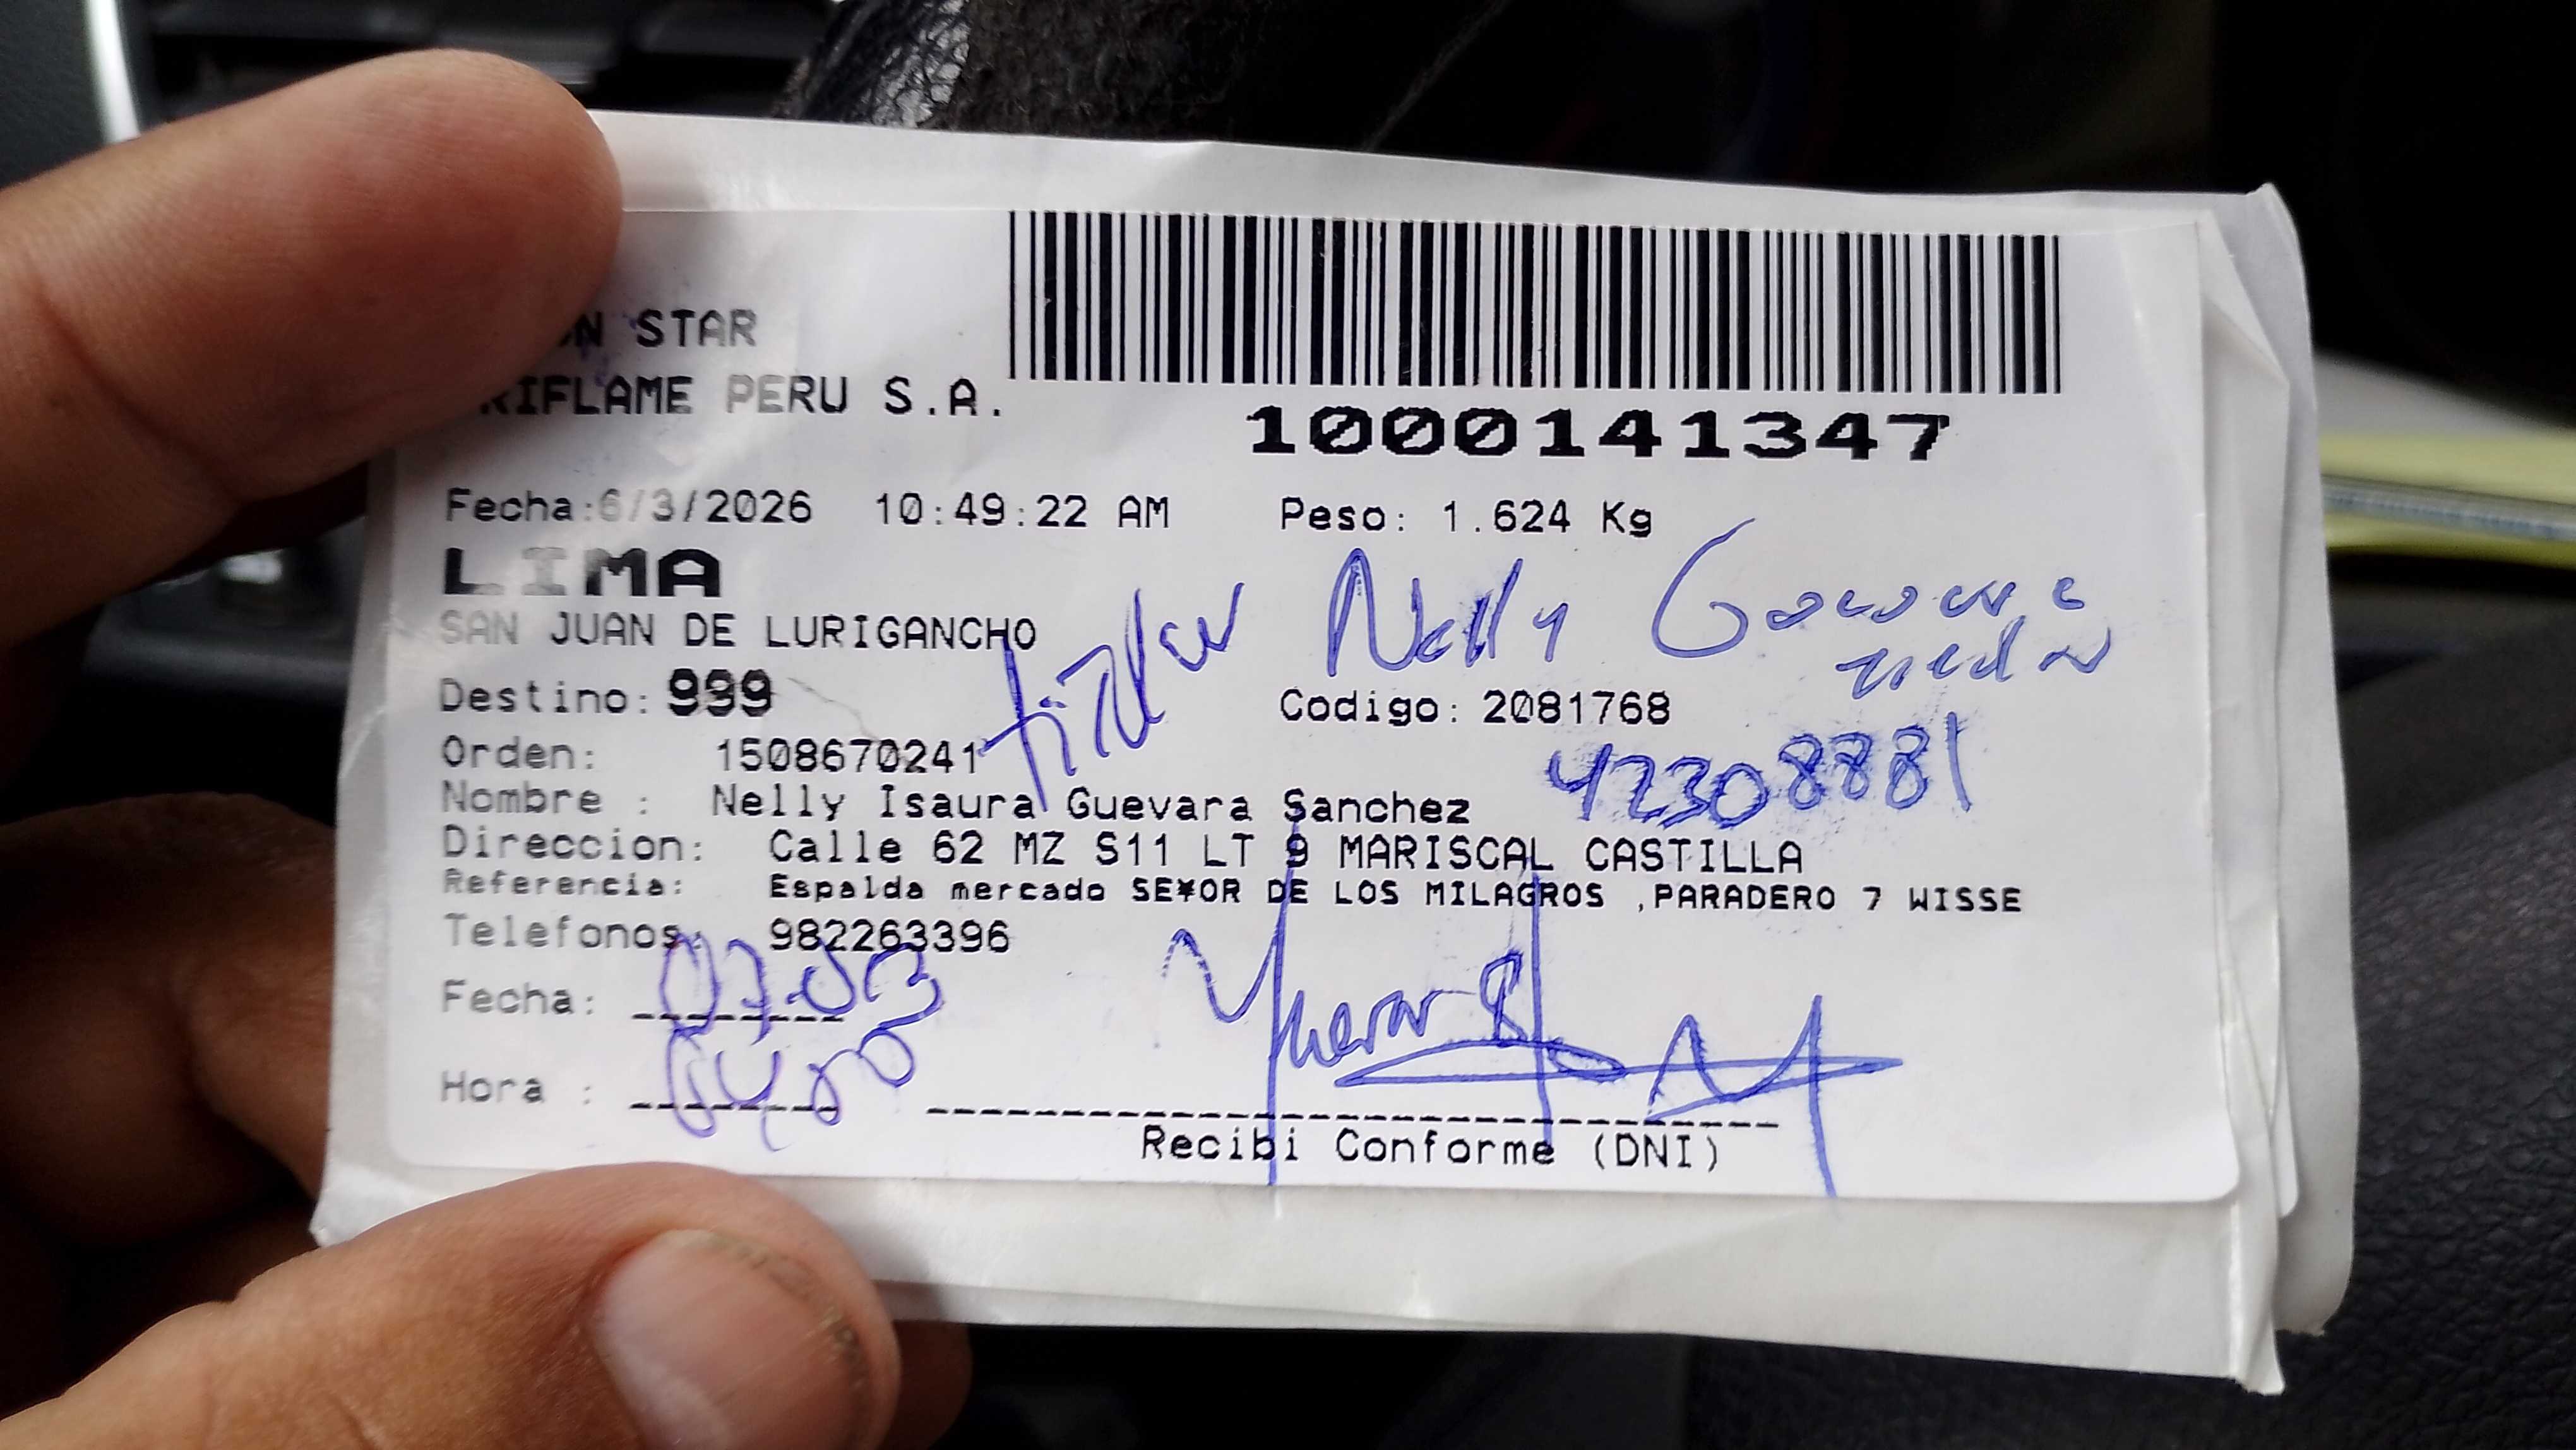 STAR
RIFLAME PERU S.A.
1000141347
Fecha:6/3/2026 10:49:22 AM Peso: 1.624 Kg
LIMA
SAN JUAN DE LURIGANCHO
Nelly
Destino: 999 Codigo: 2081768
Orden: 1508670241
42308881
Nombre : Nelly Isaura Guevara Sanchez
Direccion: Calle 62 MZ S11 LT 9 MARISCAL CASTILLA
Referencia: Espalda mercado SE¥OR DE LOS MILAGROS ,PARADERO 7 WISSE
Telefonos: 982263396
Fecha: 07-03
Hora :
Recibi Conforme (DNI)